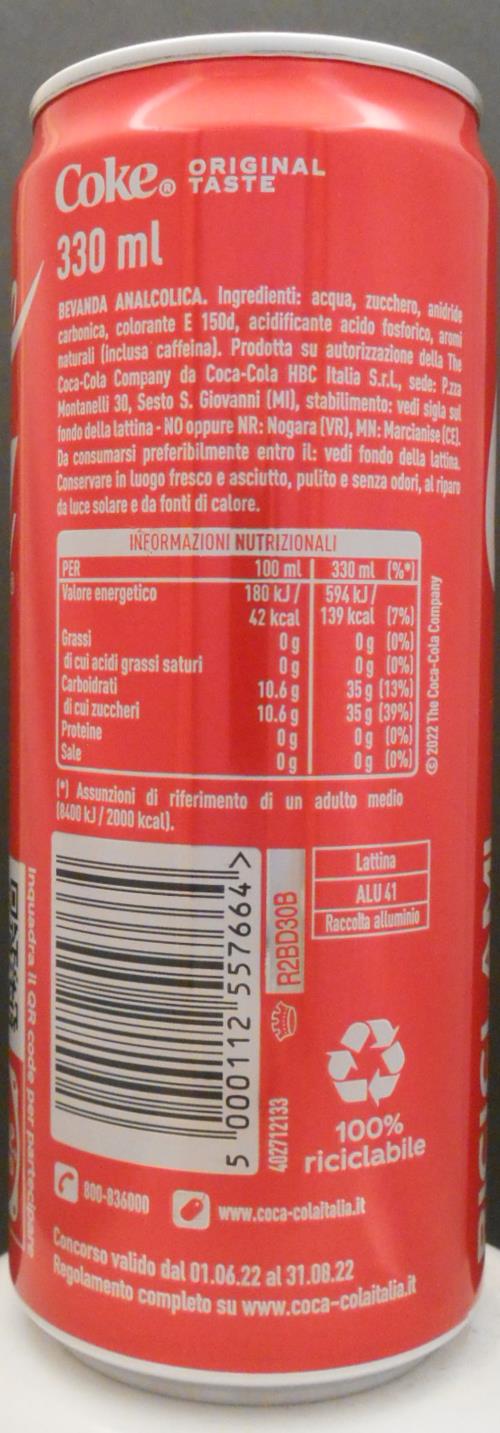 Coke® ORIGINAL
TASTE
330 ml
BEVANDA ANALCOLICA. Ingredienti: acqua, zucchero, anidride
carbonica, colorante E 150d, acidificante acido fosforico, aromi
naturali (inclusa caffeina). Prodotta su autorizzazione della The
Coca-Cola Company da Coca-Cola HBC Italia S.r.l., sede: P.zza
Montanelli 30, Sesto S. Giovanni (MI), stabilimento: vedi sigla sul
fondo della lattina - NO oppure NR: Nogara (VR), MN: Marcianise (CE).
Da consumarsi preferibilmente entro il: vedi fondo della lattina.
Conservare in luogo fresco e asciutto, pulito e senza odori, al riparo
da luce solare e da fonti di calore.
INFORMAZIONI NUTRIZIONALI
PER 100 ml 330 ml (%*)
Valore energetico 180 kJ / 594 kJ /
42 kcal 139 kcal (7%)
Grassi 0 g 0 g (0%)
di cui acidi grassi saturi 0 g 0 g (0%)
Carboidrati 10.6 g 35 g (13%)
di cui zuccheri 10.6 g 35 g (39%)
Proteine 0 g 0 g (0%)
Sale 0 g 0 g (0%)
© 2022 The Coca-Cola Company
(*) Assunzioni di riferimento di un adulto medio
(8400 kJ / 2000 kcal).
5 000112 557664 >
R2BD30B
402712133
Lattina
ALU 41
Raccolta alluminio
100%
riciclabile
800-836000
www.coca-colaitalia.it
Concorso valido dal 01.06.22 al 31.08.22
Regolamento completo su www.coca-colaitalia.it
Inquadra il QR code per partecipare